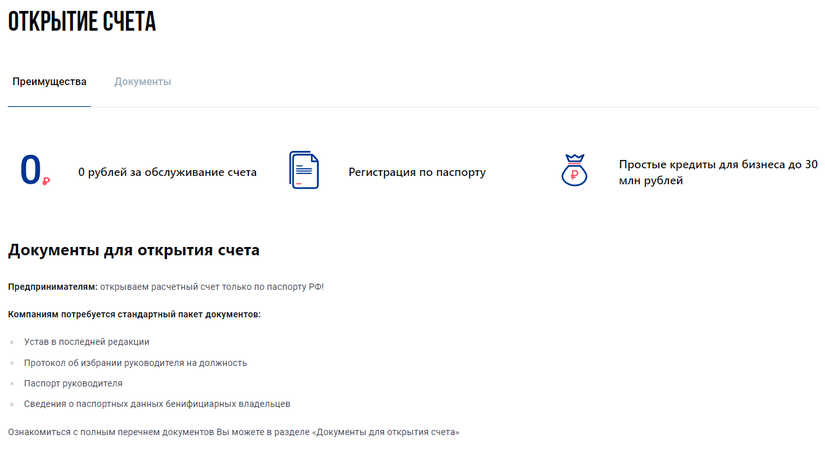 ОТКРЫТИЕ СЧЕТА
Преимущества Документы
0 ₽ 0 рублей за обслуживание счета
Регистрация по паспорту
₽ Простые кредиты для бизнеса до 30
млн рублей
Документы для открытия счета
Предпринимателям: открываем расчетный счет только по паспорту РФ!
Компаниям потребуется стандартный пакет документов:
Устав в последней редакции
Протокол об избрании руководителя на должность
Паспорт руководителя
Сведения о паспортных данных бенифициарных владельцев
Ознакомиться с полным перечнем документов Вы можете в разделе «Документы для открытия счета»